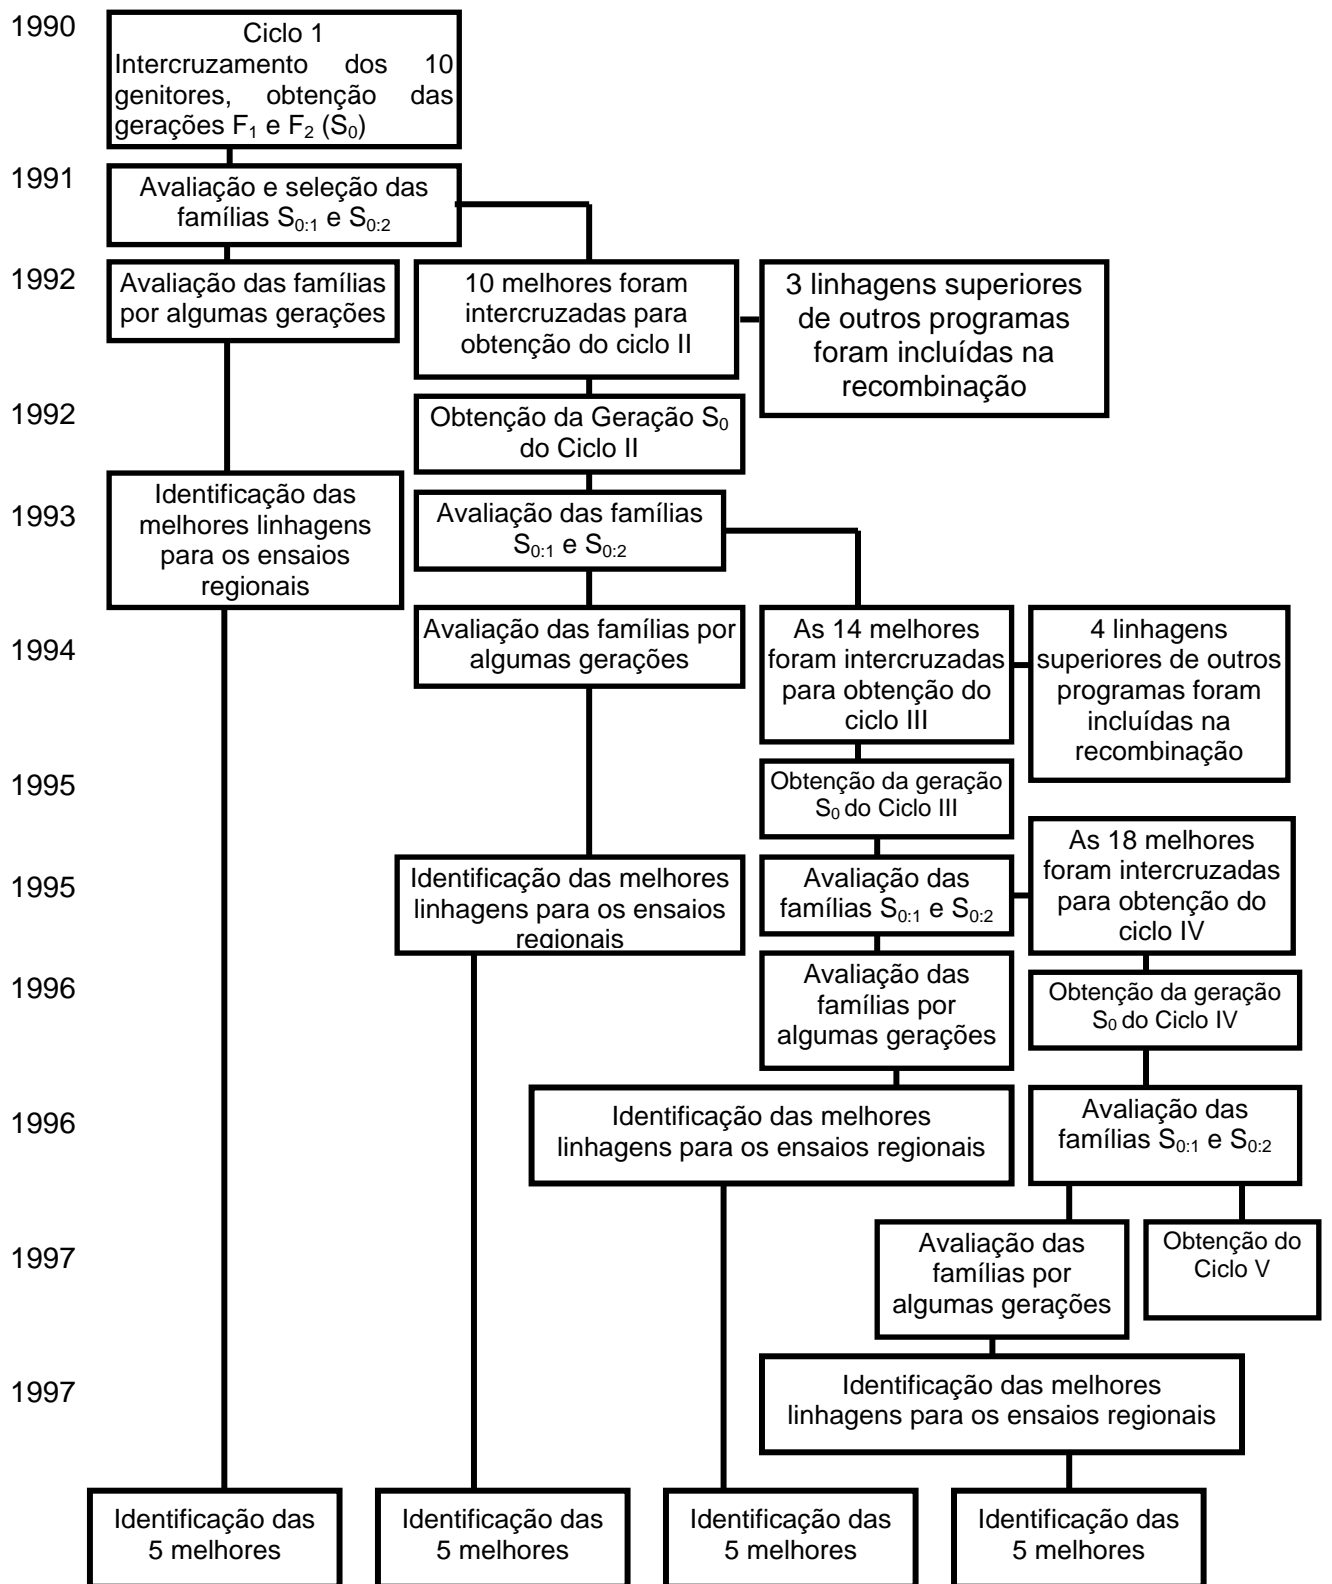 1990
Ciclo 1
Intercruzamento dos 10
genitores, obtenção das
gerações F₁ e F₂ (S₀)
1991
Avaliação e seleção das
famílias S₀:₁ e S₀:₂
1992
Avaliação das famílias
por algumas gerações
10 melhores foram
intercruzadas para
obtenção do ciclo II
3 linhagens superiores
de outros programas
foram incluídas na
recombinação
1992
Obtenção da Geração S₀
do Ciclo II
1993
Identificação das
melhores linhagens
para os ensaios
regionais
Avaliação das famílias
S₀:₁ e S₀:₂
1994
Avaliação das famílias por
algumas gerações
As 14 melhores
foram intercruzadas
para obtenção do
ciclo III
4 linhagens
superiores de outros
programas foram
incluídas na
recombinação
1995
Obtenção da geração
S₀ do Ciclo III
1995
Identificação das melhores
linhagens para os ensaios
regionais
Avaliação das
famílias S₀:₁ e S₀:₂
As 18 melhores
foram intercruzadas
para obtenção do
ciclo IV
1996
Avaliação das
famílias por
algumas gerações
Obtenção da geração
S₀ do Ciclo IV
1996
Identificação das melhores
linhagens para os ensaios regionais
Avaliação das
famílias S₀:₁ e S₀:₂
1997
Avaliação das
famílias por
algumas gerações
Obtenção do
Ciclo V
1997
Identificação das melhores
linhagens para os ensaios regionais
Identificação das
5 melhores
Identificação das
5 melhores
Identificação das
5 melhores
Identificação das
5 melhores